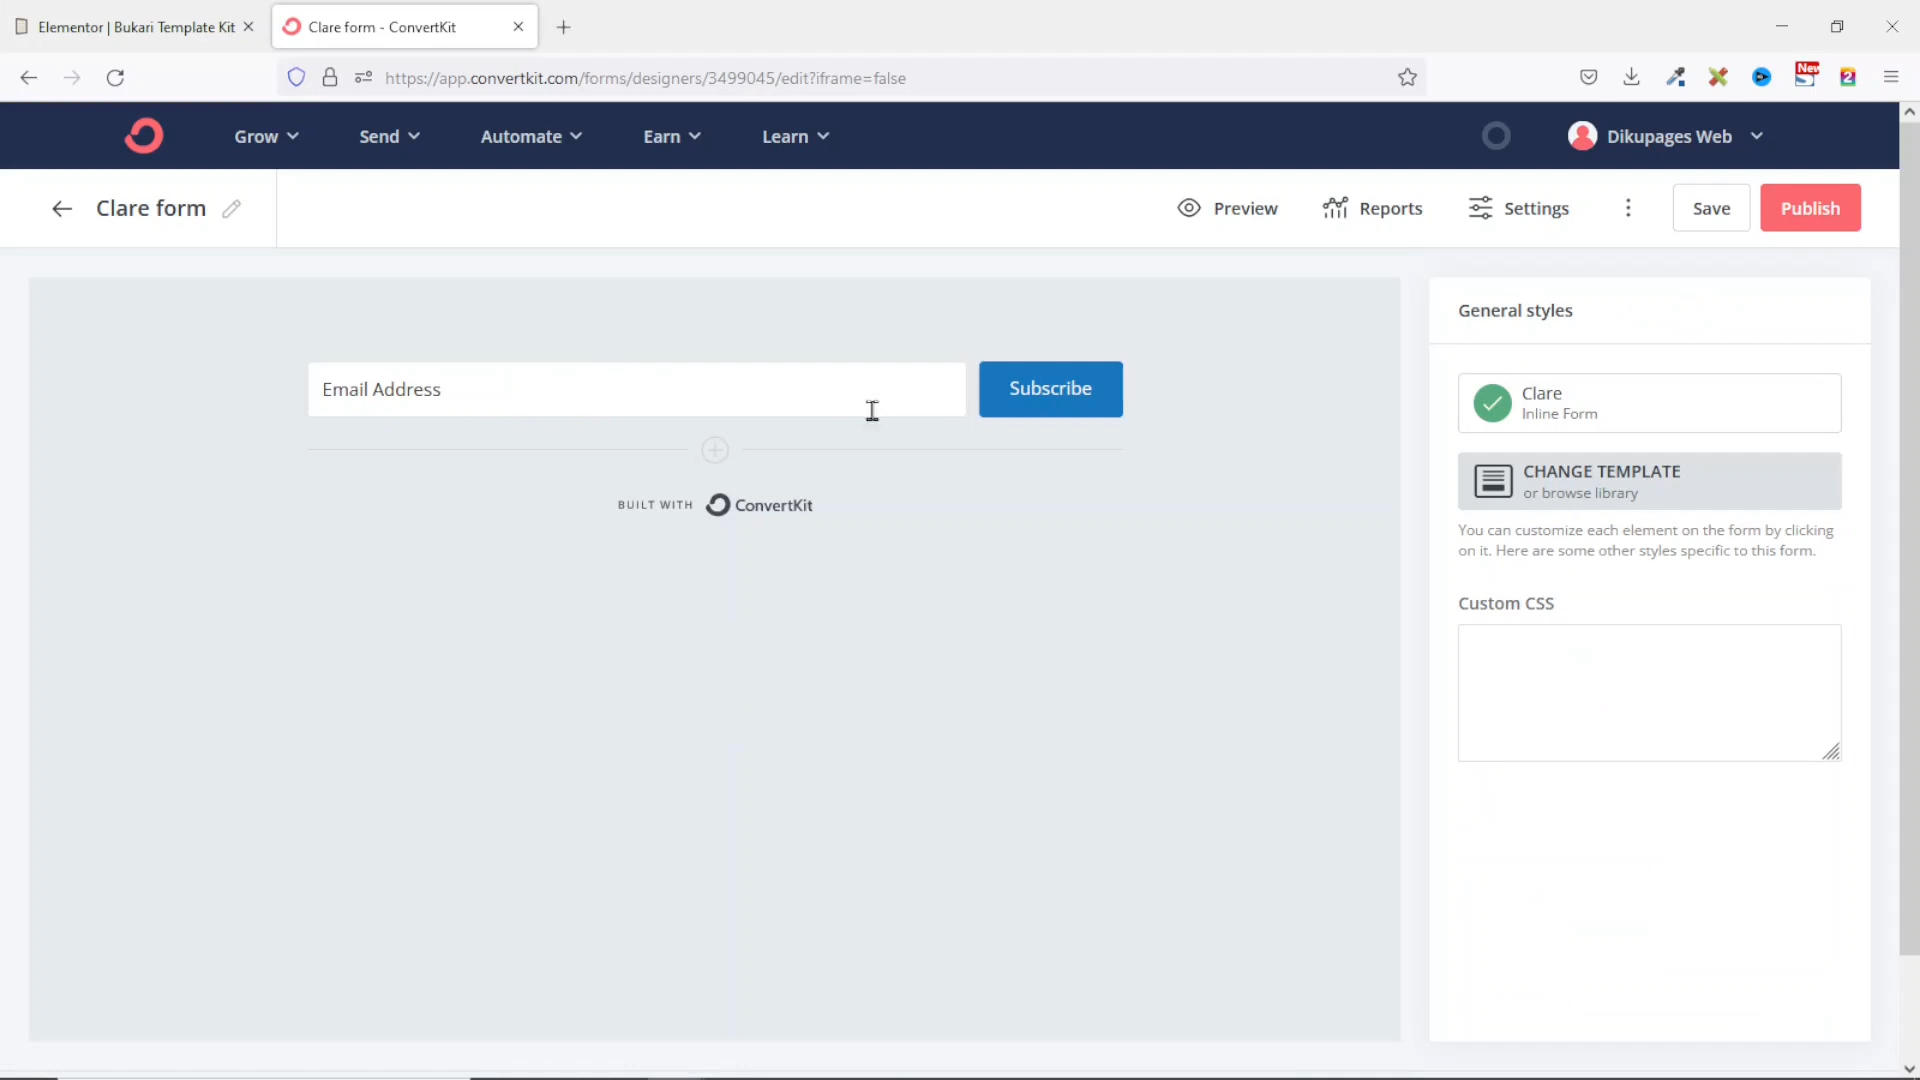 Elementor | Bukari Template Kit
Clare form - ConvertKit
https://app.convertkit.com/forms/designers/3499045/edit?iframe=false
New
2
Grow
Send
Automate
Earn
Learn
Dikupages Web
Clare form
Preview
Reports
Settings
Save
Publish
Email Address
Subscribe
BUILT WITH ConvertKit
General styles
Clare
Inline Form
CHANGE TEMPLATE
or browse library
You can customize each element on the form by clicking
on it. Here are some other styles specific to this form.
Custom CSS